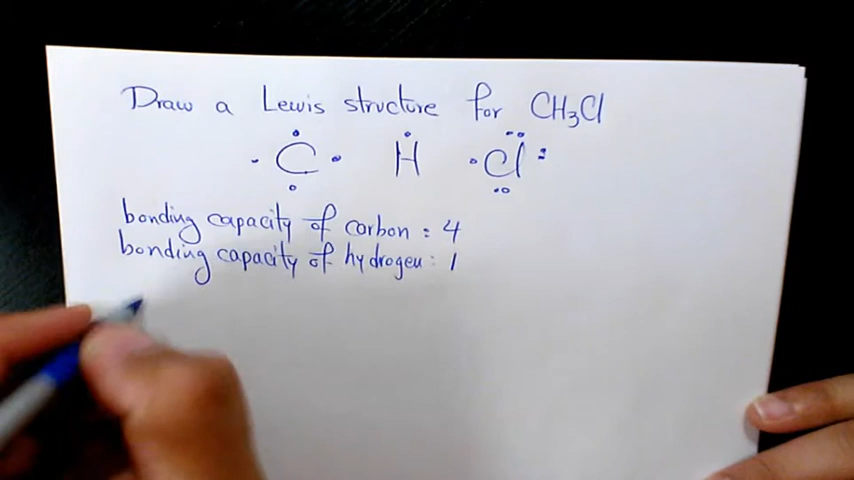 Draw a Lewis structure for CH₃Cl
C H Cl
bonding capacity of carbon : 4
bonding capacity of hydrogen : 1